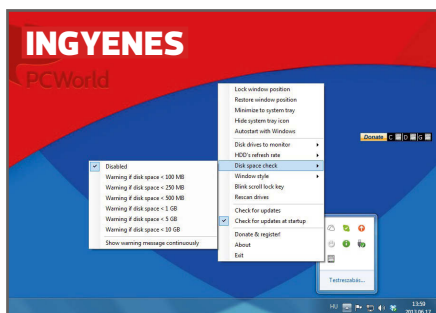 INGYENES
PCWorld
Lock window position
Restore window position
Minimize to system tray
Hide system tray icon
Autostart with Windows
Disk drives to monitor
HDD's refresh rate
Disk space check
Window style
Blink scroll lock key
Rescan drives
Check for updates
Check for updates at startup
Donate & register!
About
Exit
Disabled
Warning if disk space < 100 MB
Warning if disk space < 250 MB
Warning if disk space < 500 MB
Warning if disk space < 1 GB
Warning if disk space < 5 GB
Warning if disk space < 10 GB
Show warning message continuously
Donate C D E G
Testreszabás...
HU
13:59
2013.06.12